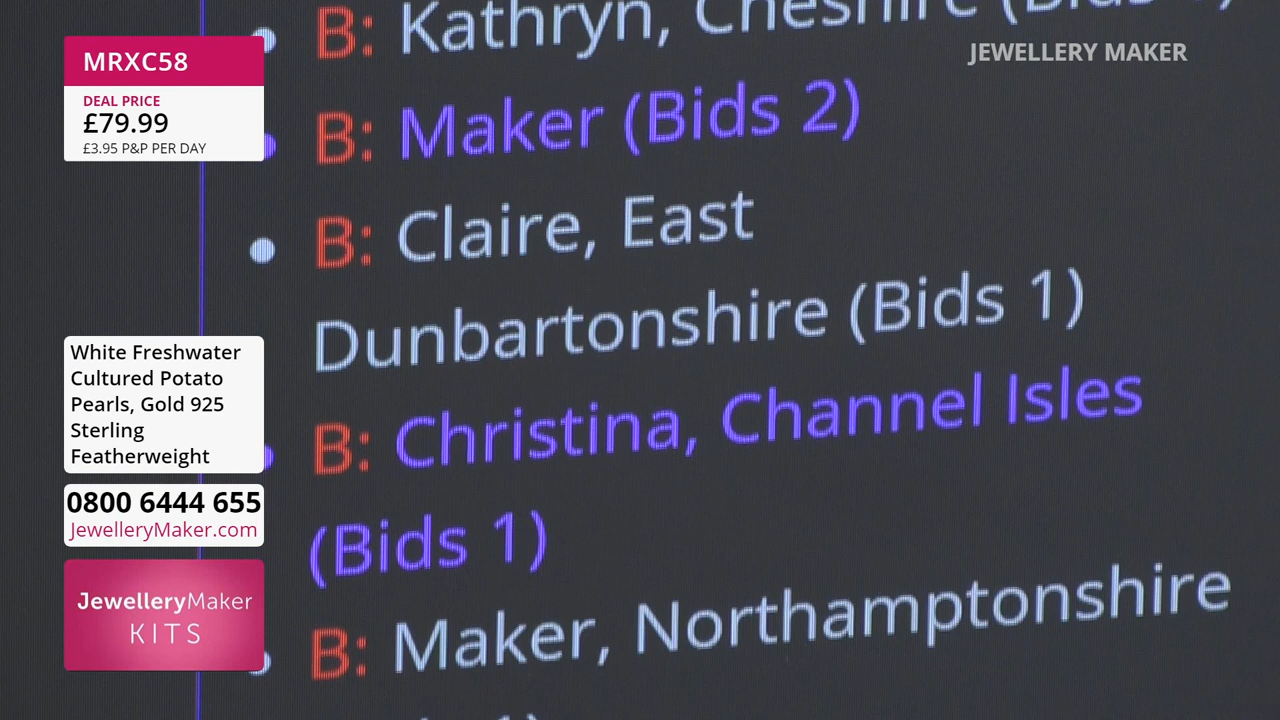 MRXC58
DEAL PRICE
£79.99
£3.95 P&P PER DAY
JEWELLERY MAKER
B: Kathryn, Cheshire (Bids
B: Maker (Bids 2)
B: Claire, East
Dunbartonshire (Bids 1)
B: Christina, Channel Isles
(Bids 1)
B: Maker, Northamptonshire
White Freshwater
Cultured Potato
Pearls, Gold 925
Sterling
Featherweight
0800 6444 655
JewelleryMaker.com
JewelleryMaker
KITS